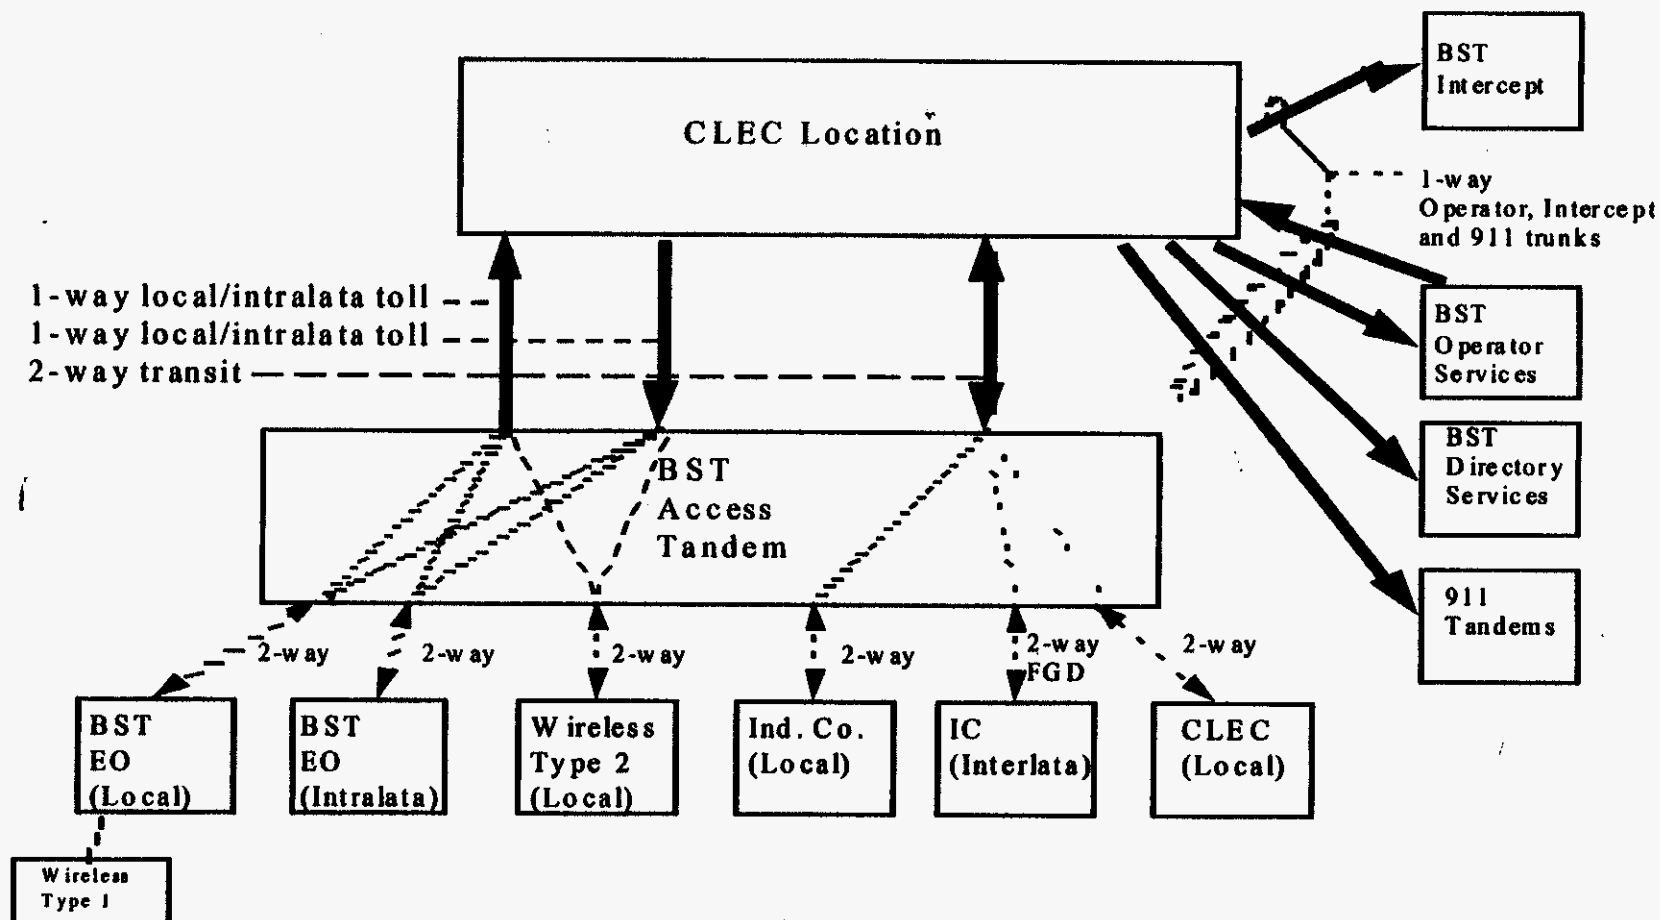 BST
Intercept
CLEC Location
1-way
Operator, Intercept
and 911 trunks
1-way local/intralata toll
1-way local/intralata toll
2-way transit
BST
Operator
Services
BST
Directory
Services
BST
Access
Tandem
911
Tandems
2-way
2-way
2-way
2-way
2-way
FGD
2-way
BST
EO
(Local)
BST
EO
(Intralata)
Wireless
Type 2
(Local)
Ind. Co.
(Local)
IC
(Interlata)
CLEC
(Local)
Wireless
Type 1